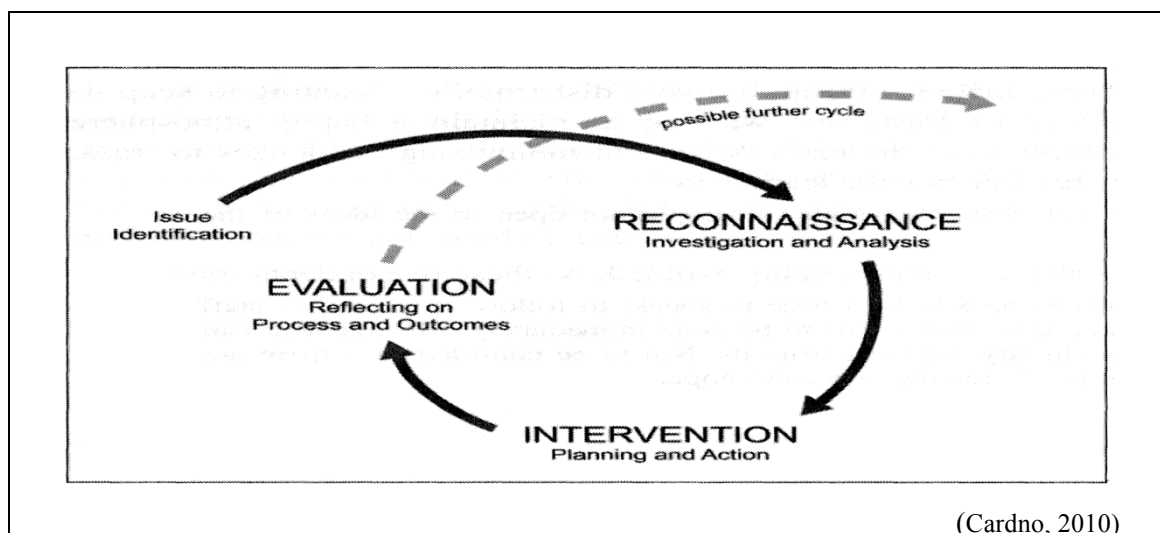 possible further cycle
Issue
Identification
RECONNAISSANCE
Investigation and Analysis
EVALUATION
Reflecting on
Process and Outcomes
INTERVENTION
Planning and Action
(Cardno, 2010)